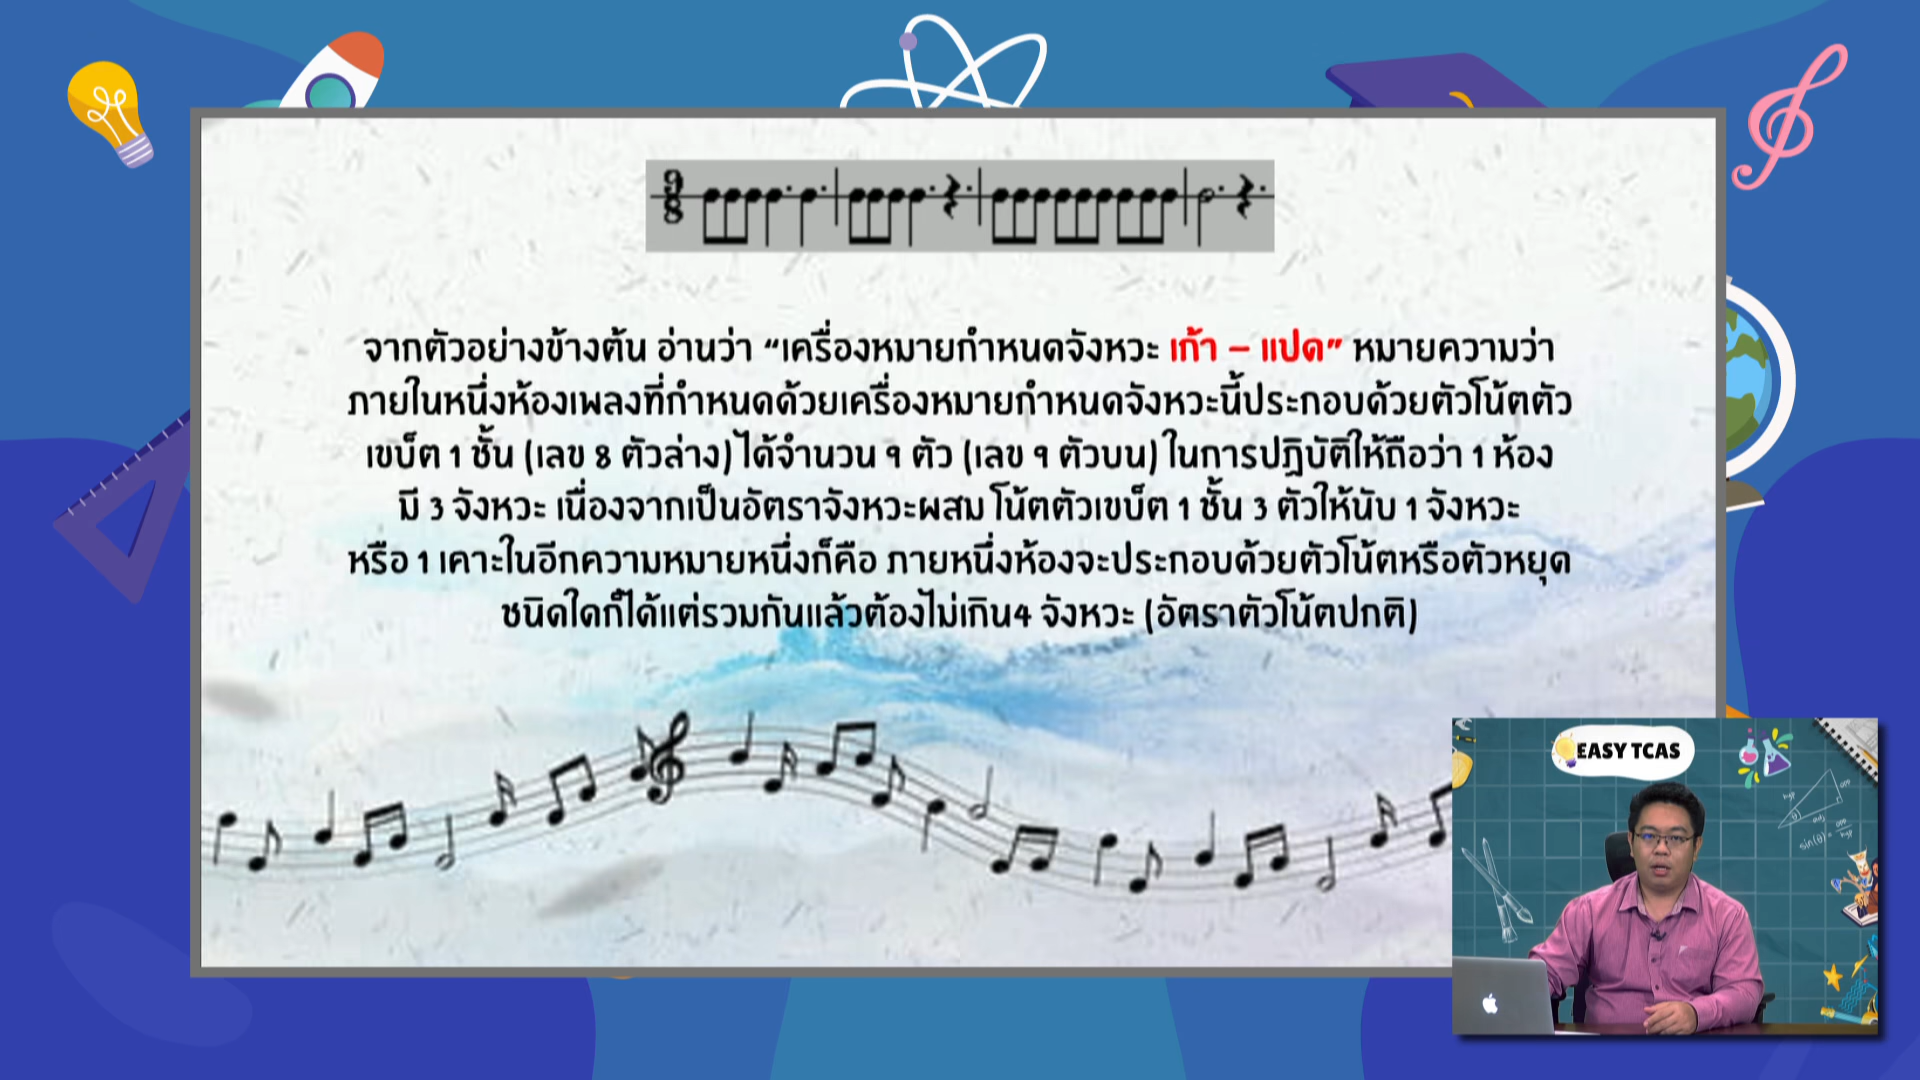 9
8
จากตัวอย่างข้างต้น อ่านว่า “เครื่องหมายกำหนดจังหวะ เก้า – แปด” หมายความว่า
ภายในหนึ่งห้องเพลงที่กำหนดด้วยเครื่องหมายกำหนดจังหวะนี้ประกอบด้วยตัวโน้ตตัว
เขบ็ต 1 ชั้น (เลข 8 ตัวล่าง) ได้จำนวน 9 ตัว (เลข 9 ตัวบน) ในการปฏิบัติให้ถือว่า 1 ห้อง
มี 3 จังหวะ เนื่องจากเป็นอัตราจังหวะผสม โน้ตตัวเขบ็ต 1 ชั้น 3 ตัวให้นับ 1 จังหวะ
หรือ 1 เคาะในอีกความหมายหนึ่งก็คือ ภายหนึ่งห้องจะประกอบด้วยตัวโน้ตหรือตัวหยุด
ชนิดใดก็ได้แต่รวมกันแล้วต้องไม่เกิน4 จังหวะ (อัตราตัวโน้ตปกติ)
EASY TCAS